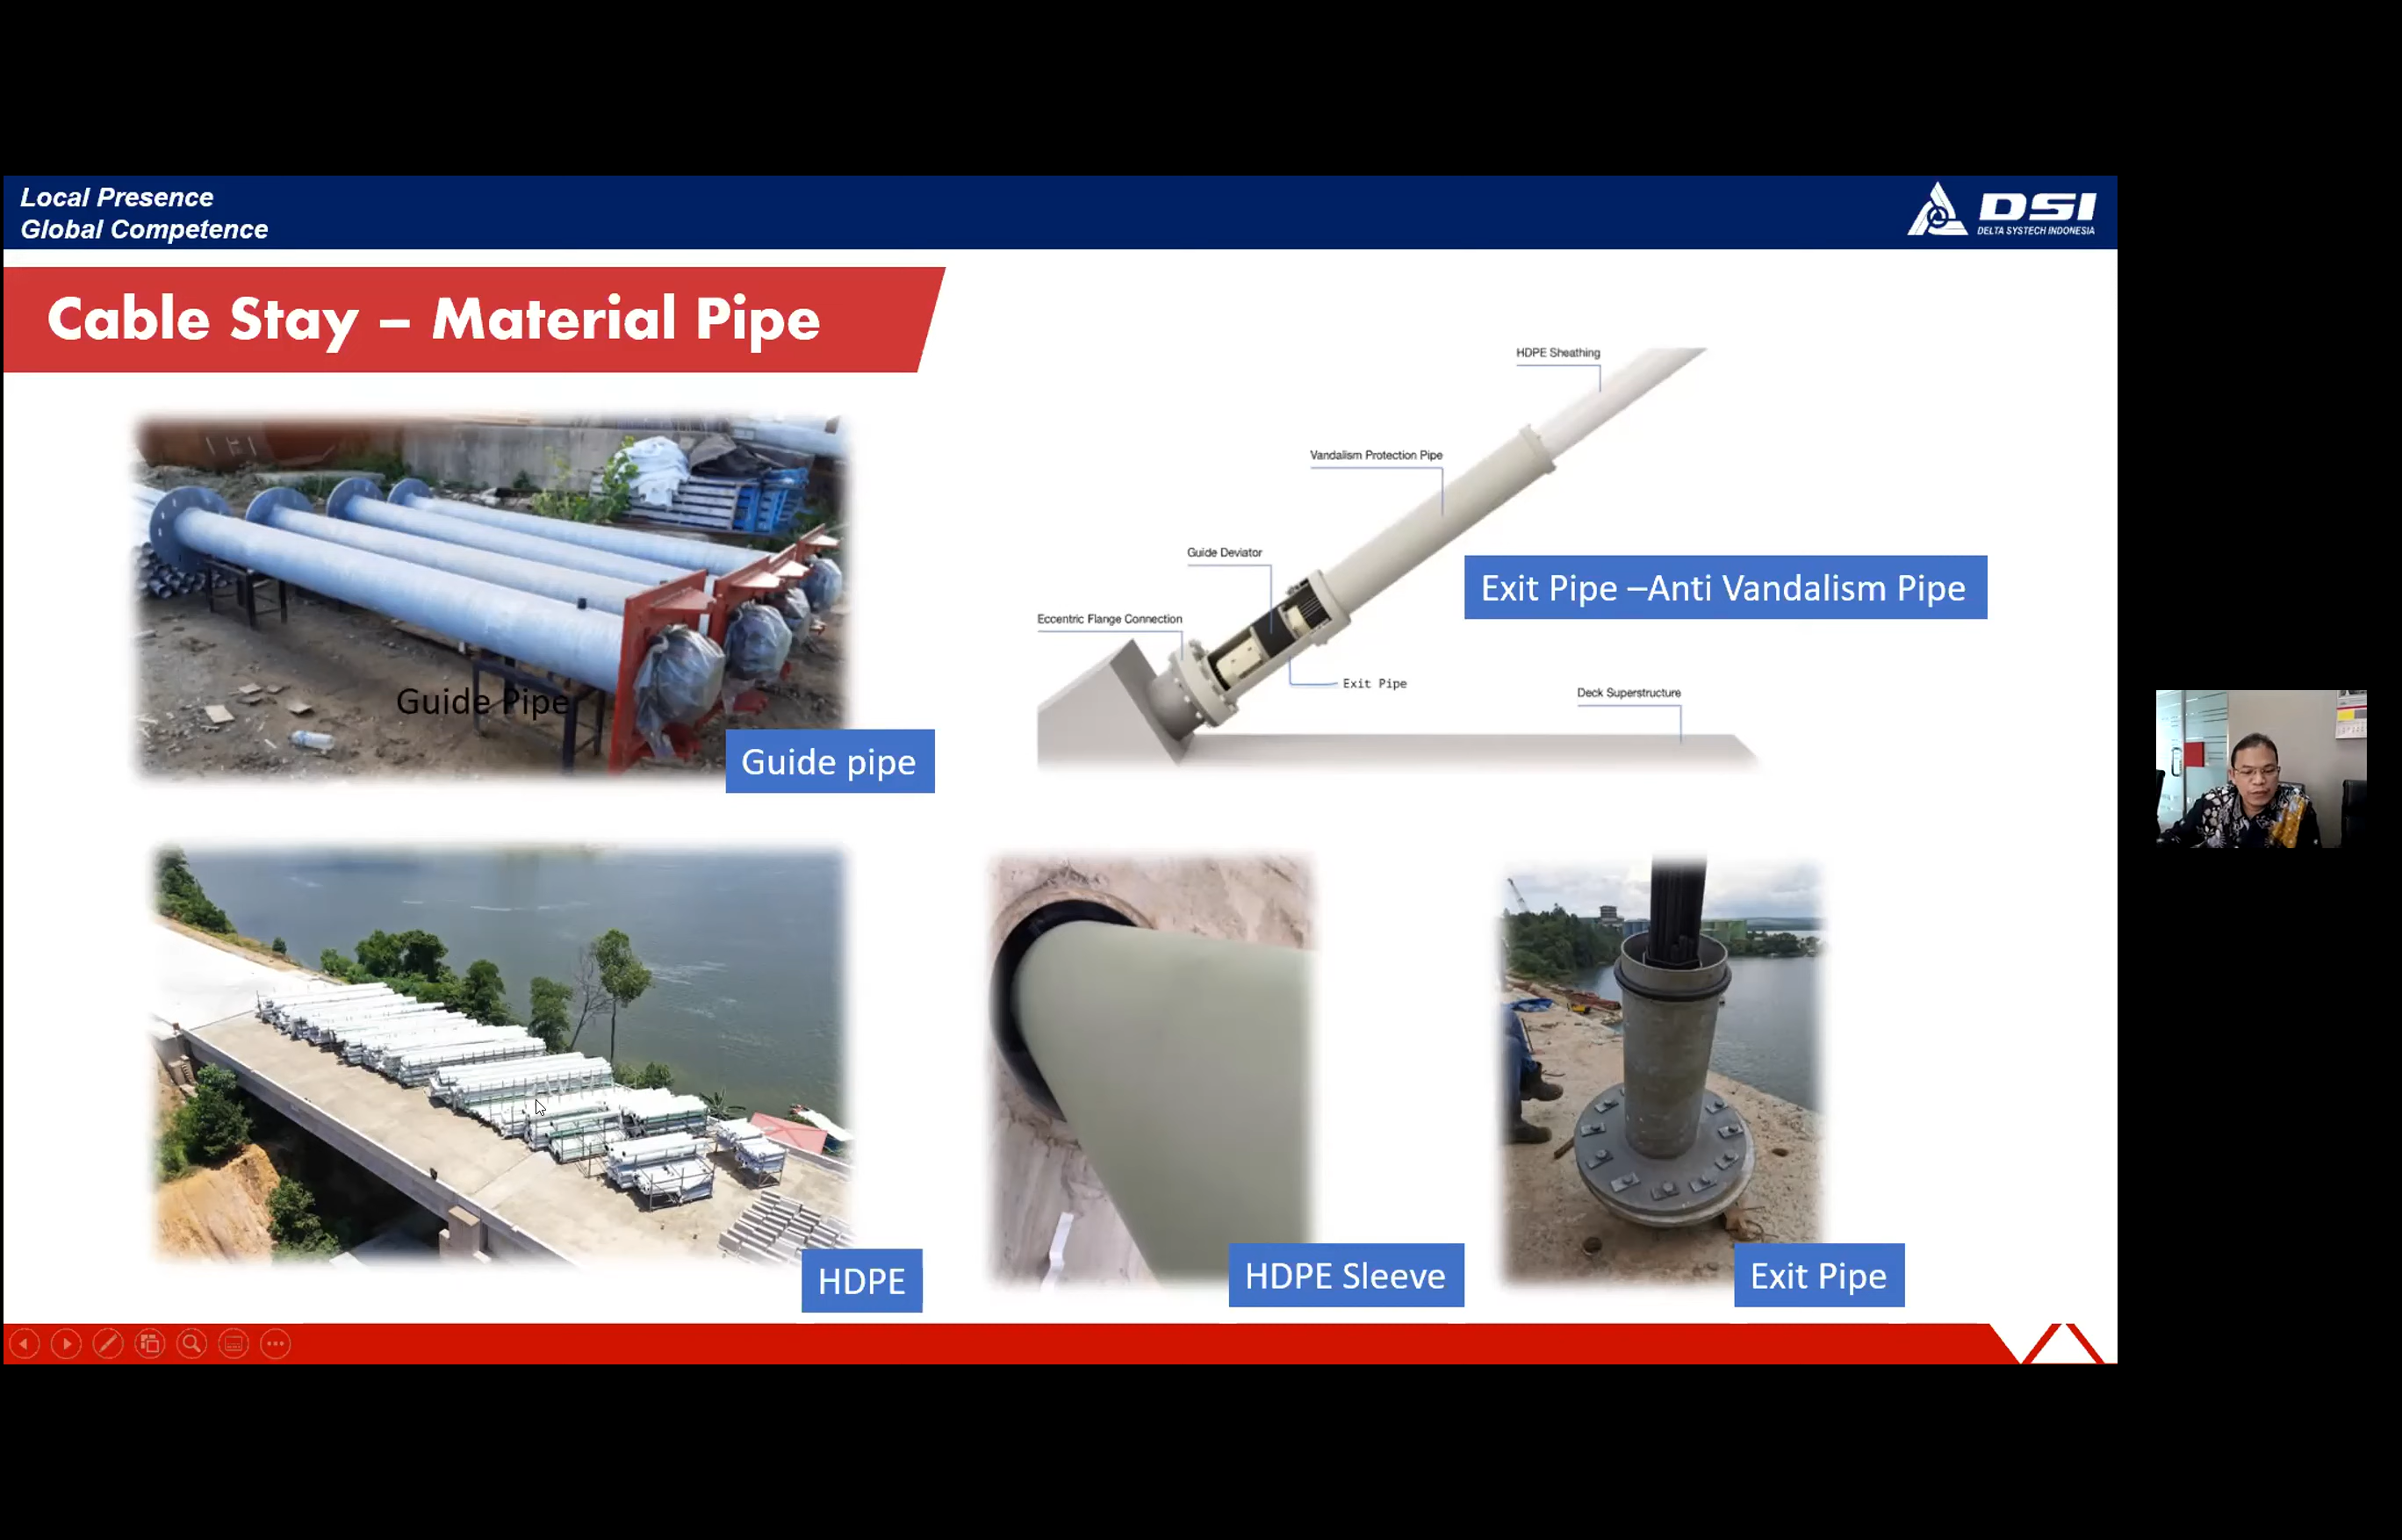 Local Presence
Global Competence
DSI
DELTA SYSTECH INDONESIA
Cable Stay – Material Pipe
Guide Pipe
Guide pipe
HDPE Sheathing
Vandalism Protection Pipe
Guide Deviator
Eccentric Flange Connection
Exit Pipe
Deck Superstructure
Exit Pipe –Anti Vandalism Pipe
HDPE
HDPE Sleeve
Exit Pipe